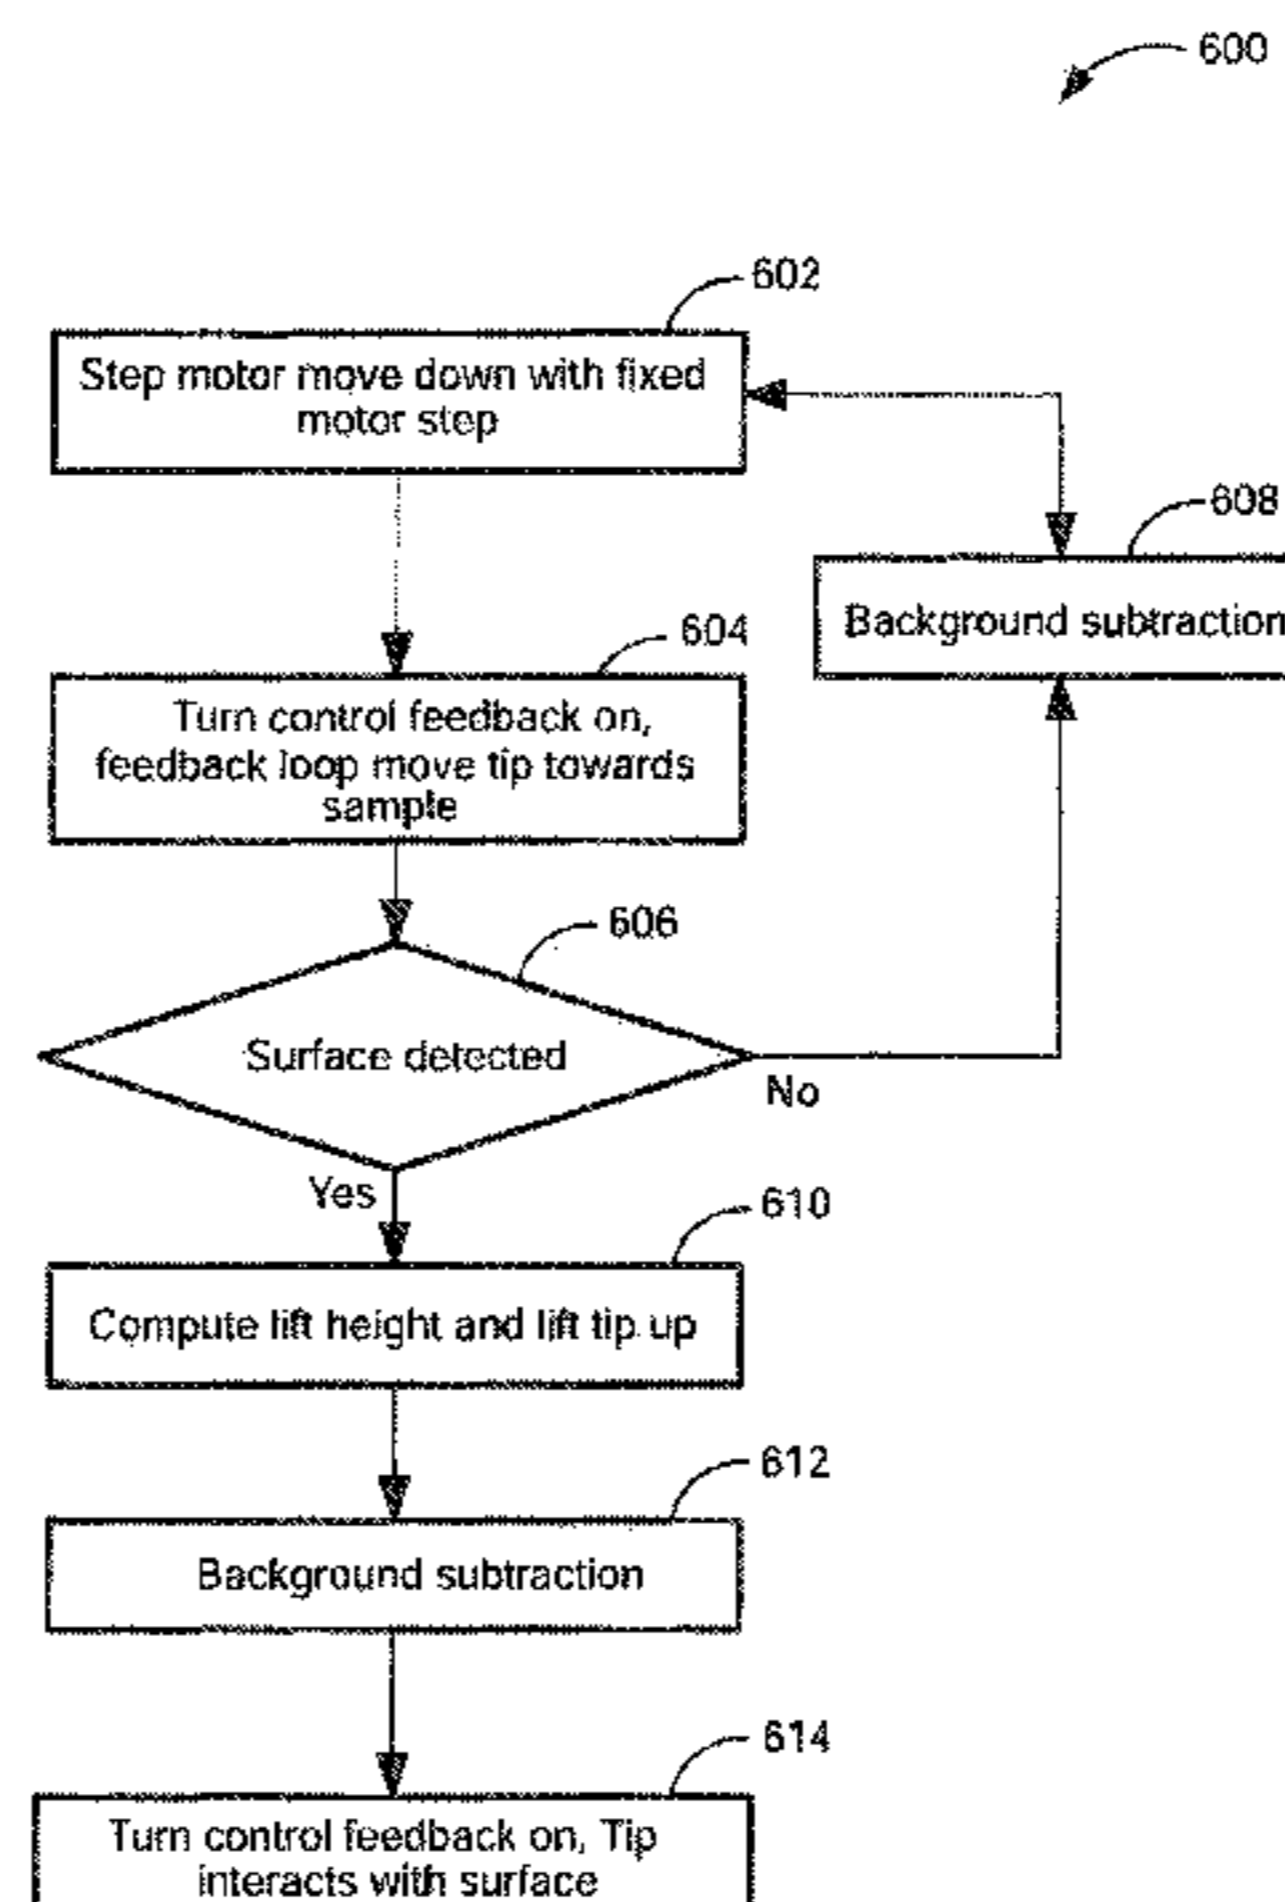 600
602
Step motor move down with fixed
motor step
608
Background subtraction
604
Turn control feedback on,
feedback loop move tip towards
sample
606
Surface detected
No
Yes
610
Compute lift height and lift tip up
612
Background subtraction
614
Turn control feedback on, Tip
interacts with surface